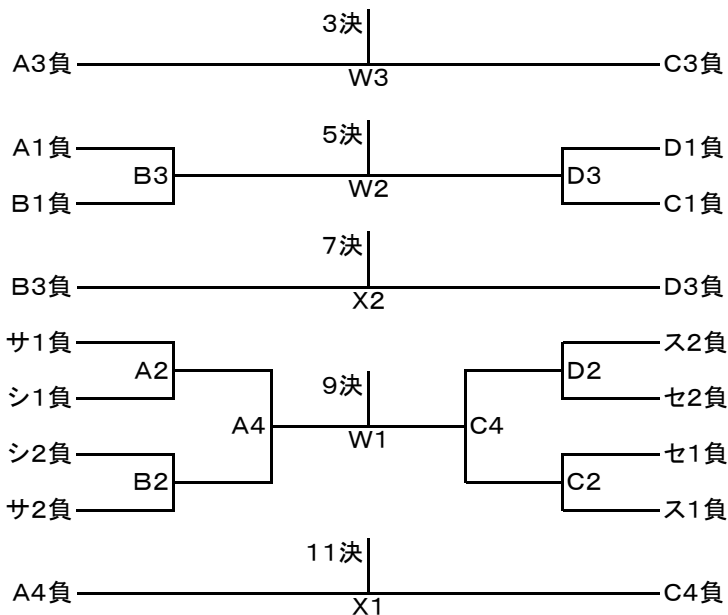 3決
A3負 C3負
W3
5決
A1負 D1負
B3 D3
W2
B1負 C1負
7決
B3負 D3負
X2
サ1負 ス2負
A2 D2
9決
シ1負 セ2負
A4 C4
W1
シ2負 セ1負
B2 C2
サ2負 ス1負
11決
A4負 C4負
X1